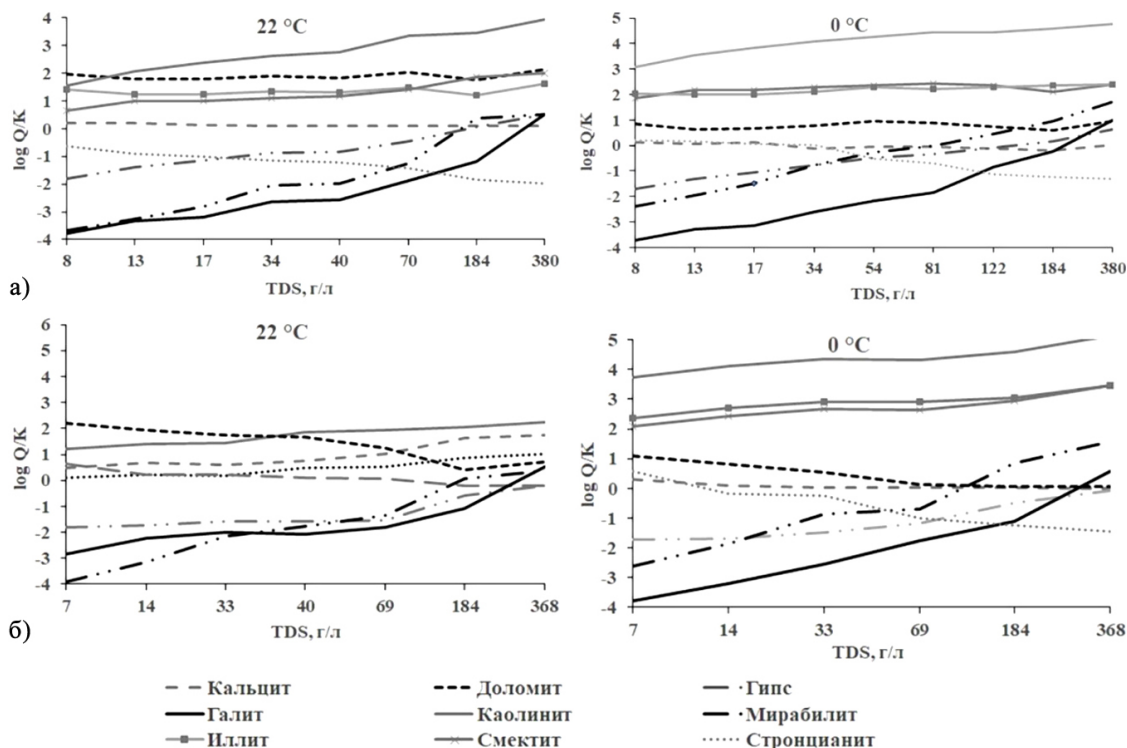 22 °C
4
3
2
1
0
-1
-2
-3
-4
log Q/K
8 13 17 34 40 70 184 380
TDS, г/л
0 °C
5
4
3
2
1
0
-1
-2
-3
-4
log Q/K
8 13 17 34 54 81 122 184 380
TDS, г/л
а)
22 °C
6
5
4
3
2
1
0
-1
-2
-3
-4
log Q/K
7 14 33 40 69 184 368
TDS, г/л
0 °C
5
4
3
2
1
0
-1
-2
-3
-4
log Q/K
7 14 33 69 184 368
TDS, г/л
б)
Кальцит Доломит Гипс
Галит Каолинит Мирабилит
Иллит Смектит Стронцианит